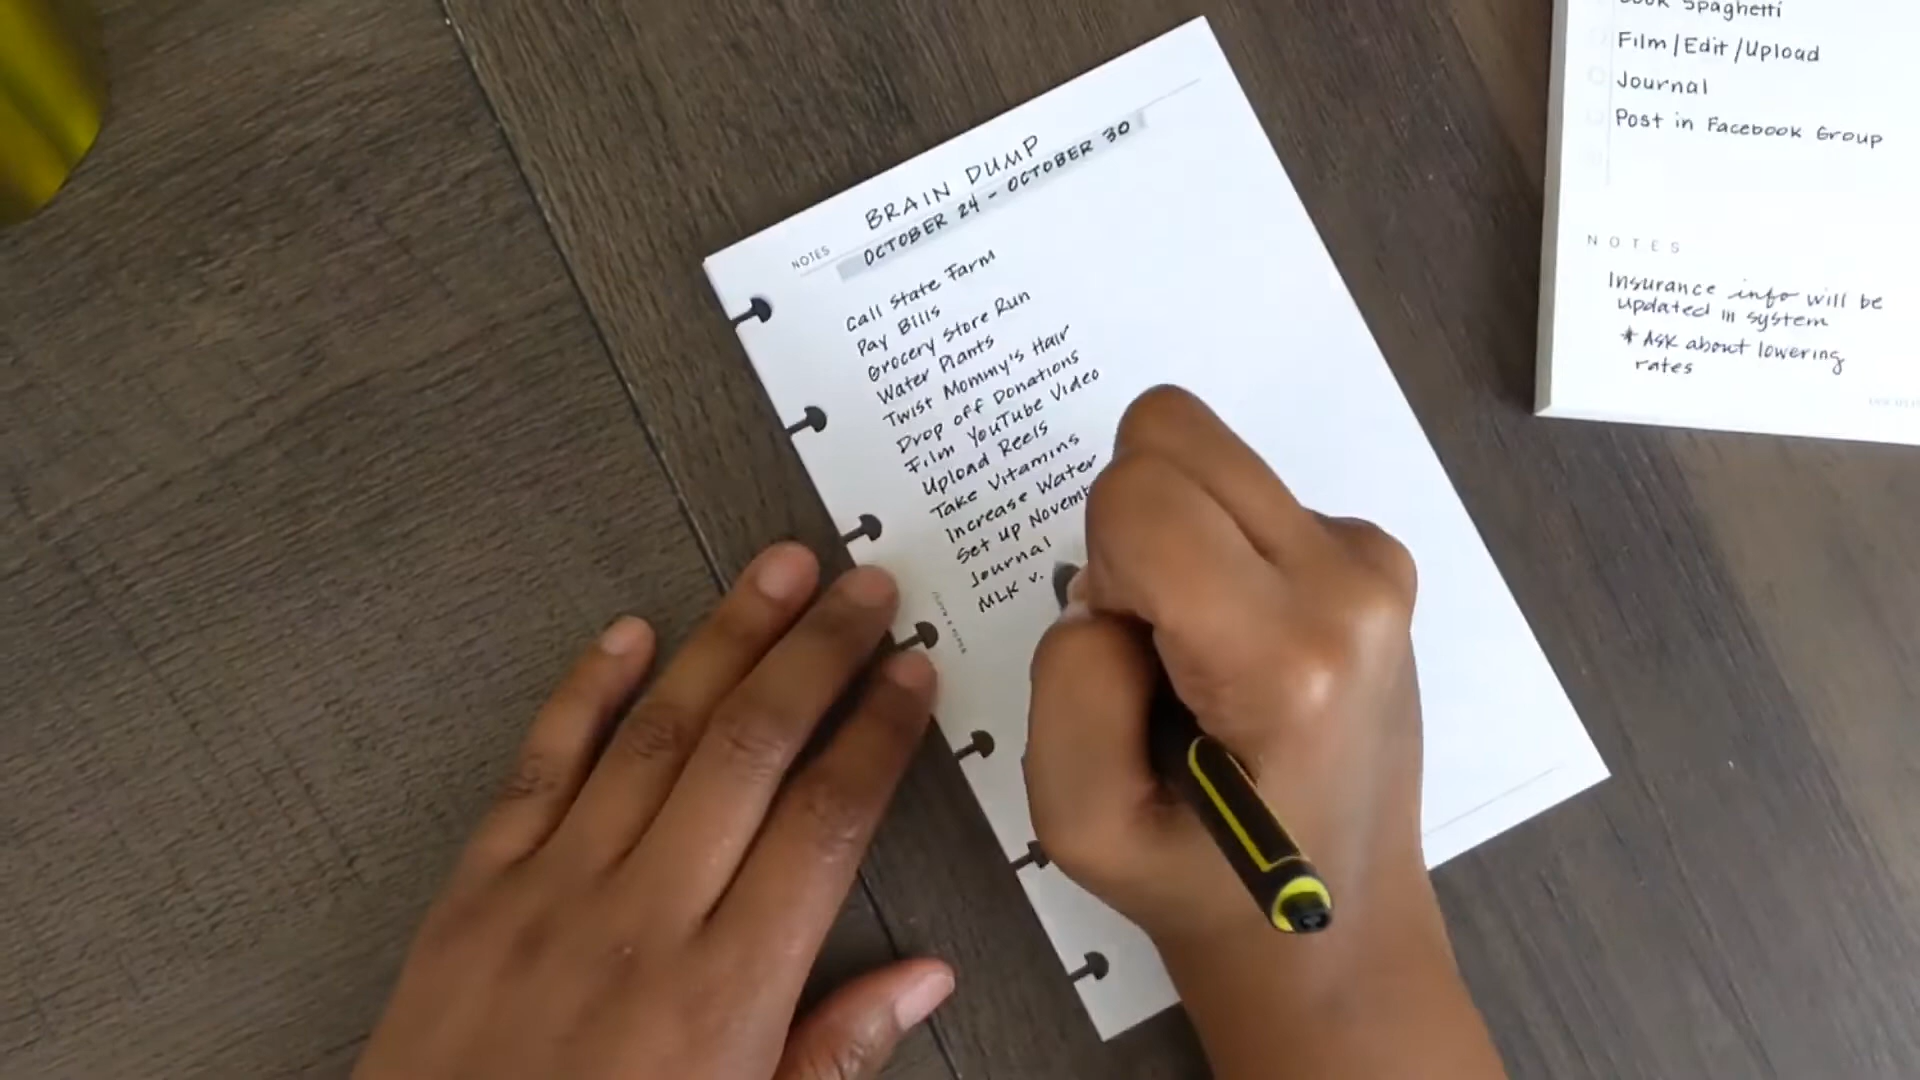 NOTES
BRAIN DUMP
OCTOBER 24 - OCTOBER 30
Call State Farm
Pay Bills
Grocery Store Run
Water Plants
Twist Mommy's Hair
Drop off Donations
Film YouTube Video
Upload Reels
Take Vitamins
Increase Water
Set up Novemb
Journal
MLK v.
Spaghetti
Film/Edit/Upload
Journal
Post in Facebook Group
NOTES
Insurance info will be
updated in system
* Ask about lowering
rates